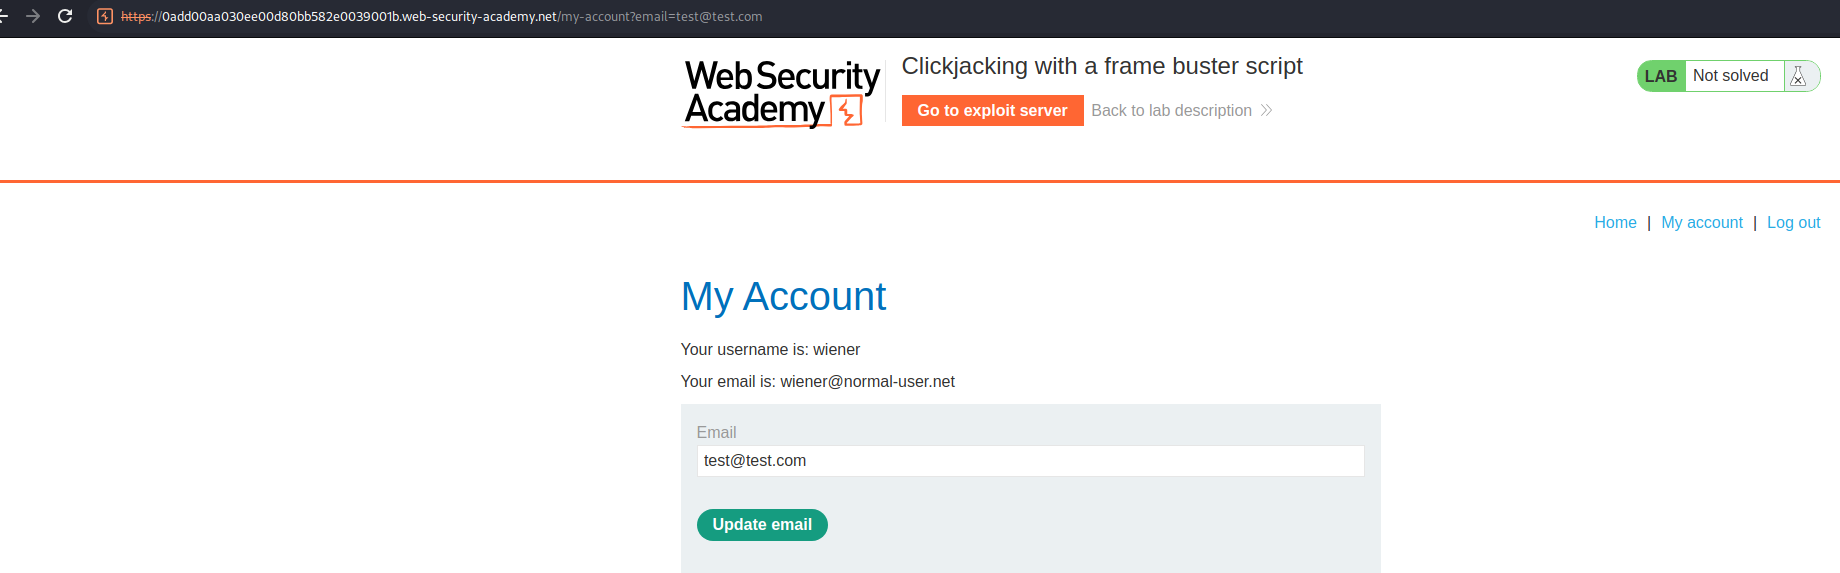 https://0add00aa030ee00d80bb582e0039001b.web-security-academy.net/my-account?email=test@test.com
Web Security
Academy
Clickjacking with a frame buster script
Go to exploit server
Back to lab description
LAB
Not solved
Home | My account | Log out
My Account
Your username is: wiener
Your email is: wiener@normal-user.net
Email
test@test.com
Update email